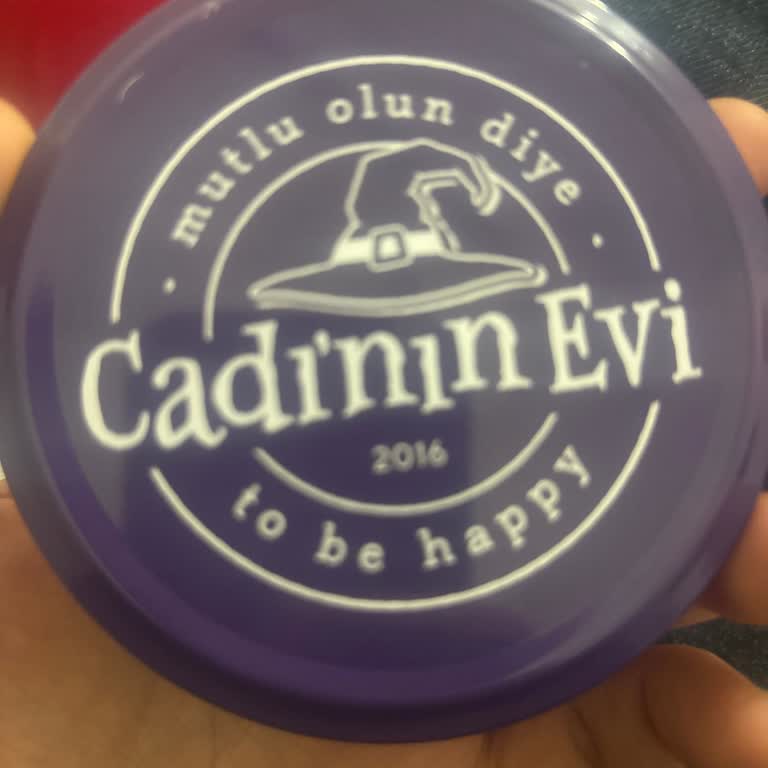 mutlu olun diye
Cadı'nın Evi
2016
to be happy